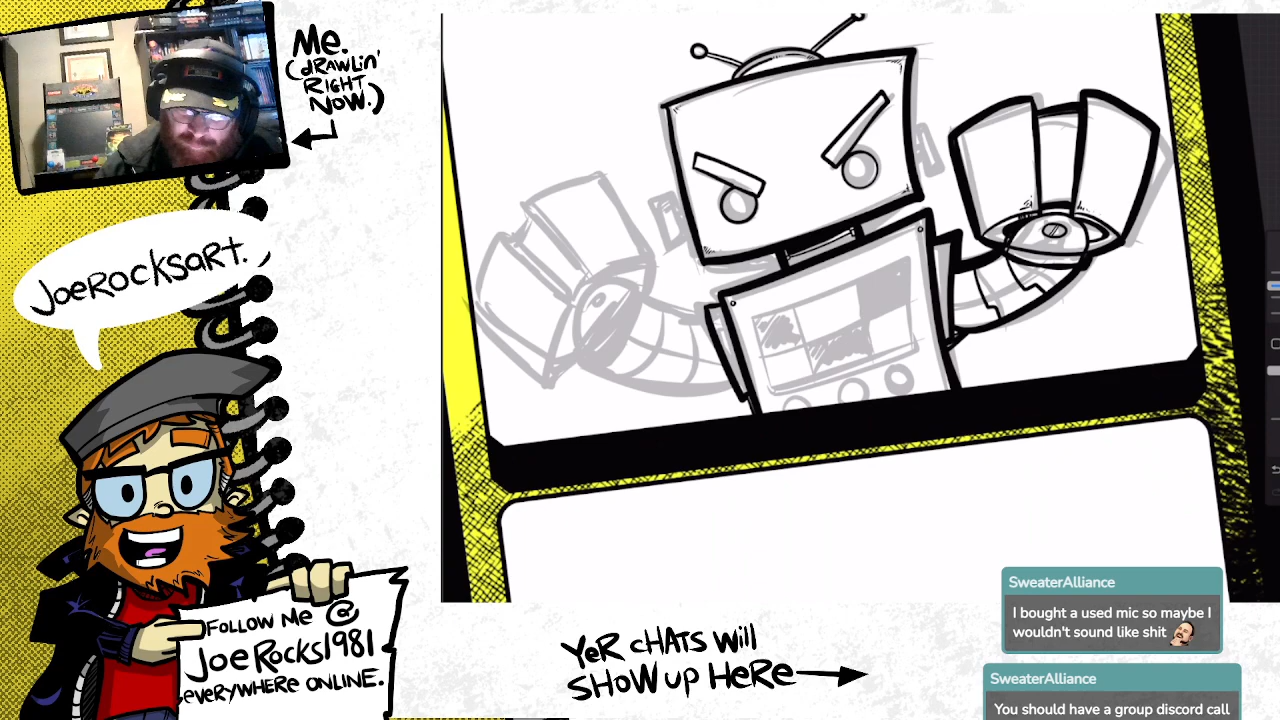 Me.
(dRAWLin'
RiGHT
NOW.)
JoeRocksart.
FOLLOW Me @
JoeRocks1981
everywhere online.
YeR cHATs Will
SHOW up HeRe
SweaterAlliance
I bought a used mic so maybe I
wouldn't sound like shit
SweaterAlliance
You should have a group discord call